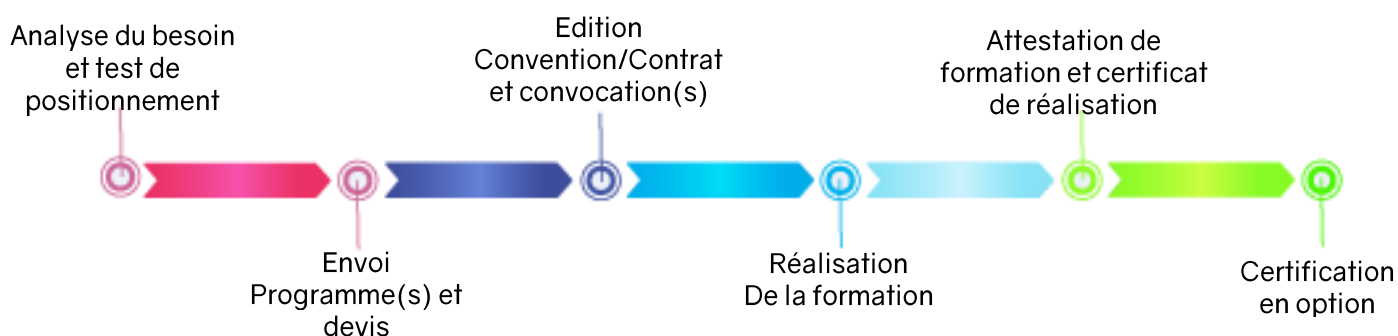 Analyse du besoin
et test de
positionnement
Envoi
Programme(s) et
devis
Edition
Convention/Contrat
et convocation(s)
Réalisation
De la formation
Attestation de
formation et certificat
de réalisation
Certification
en option